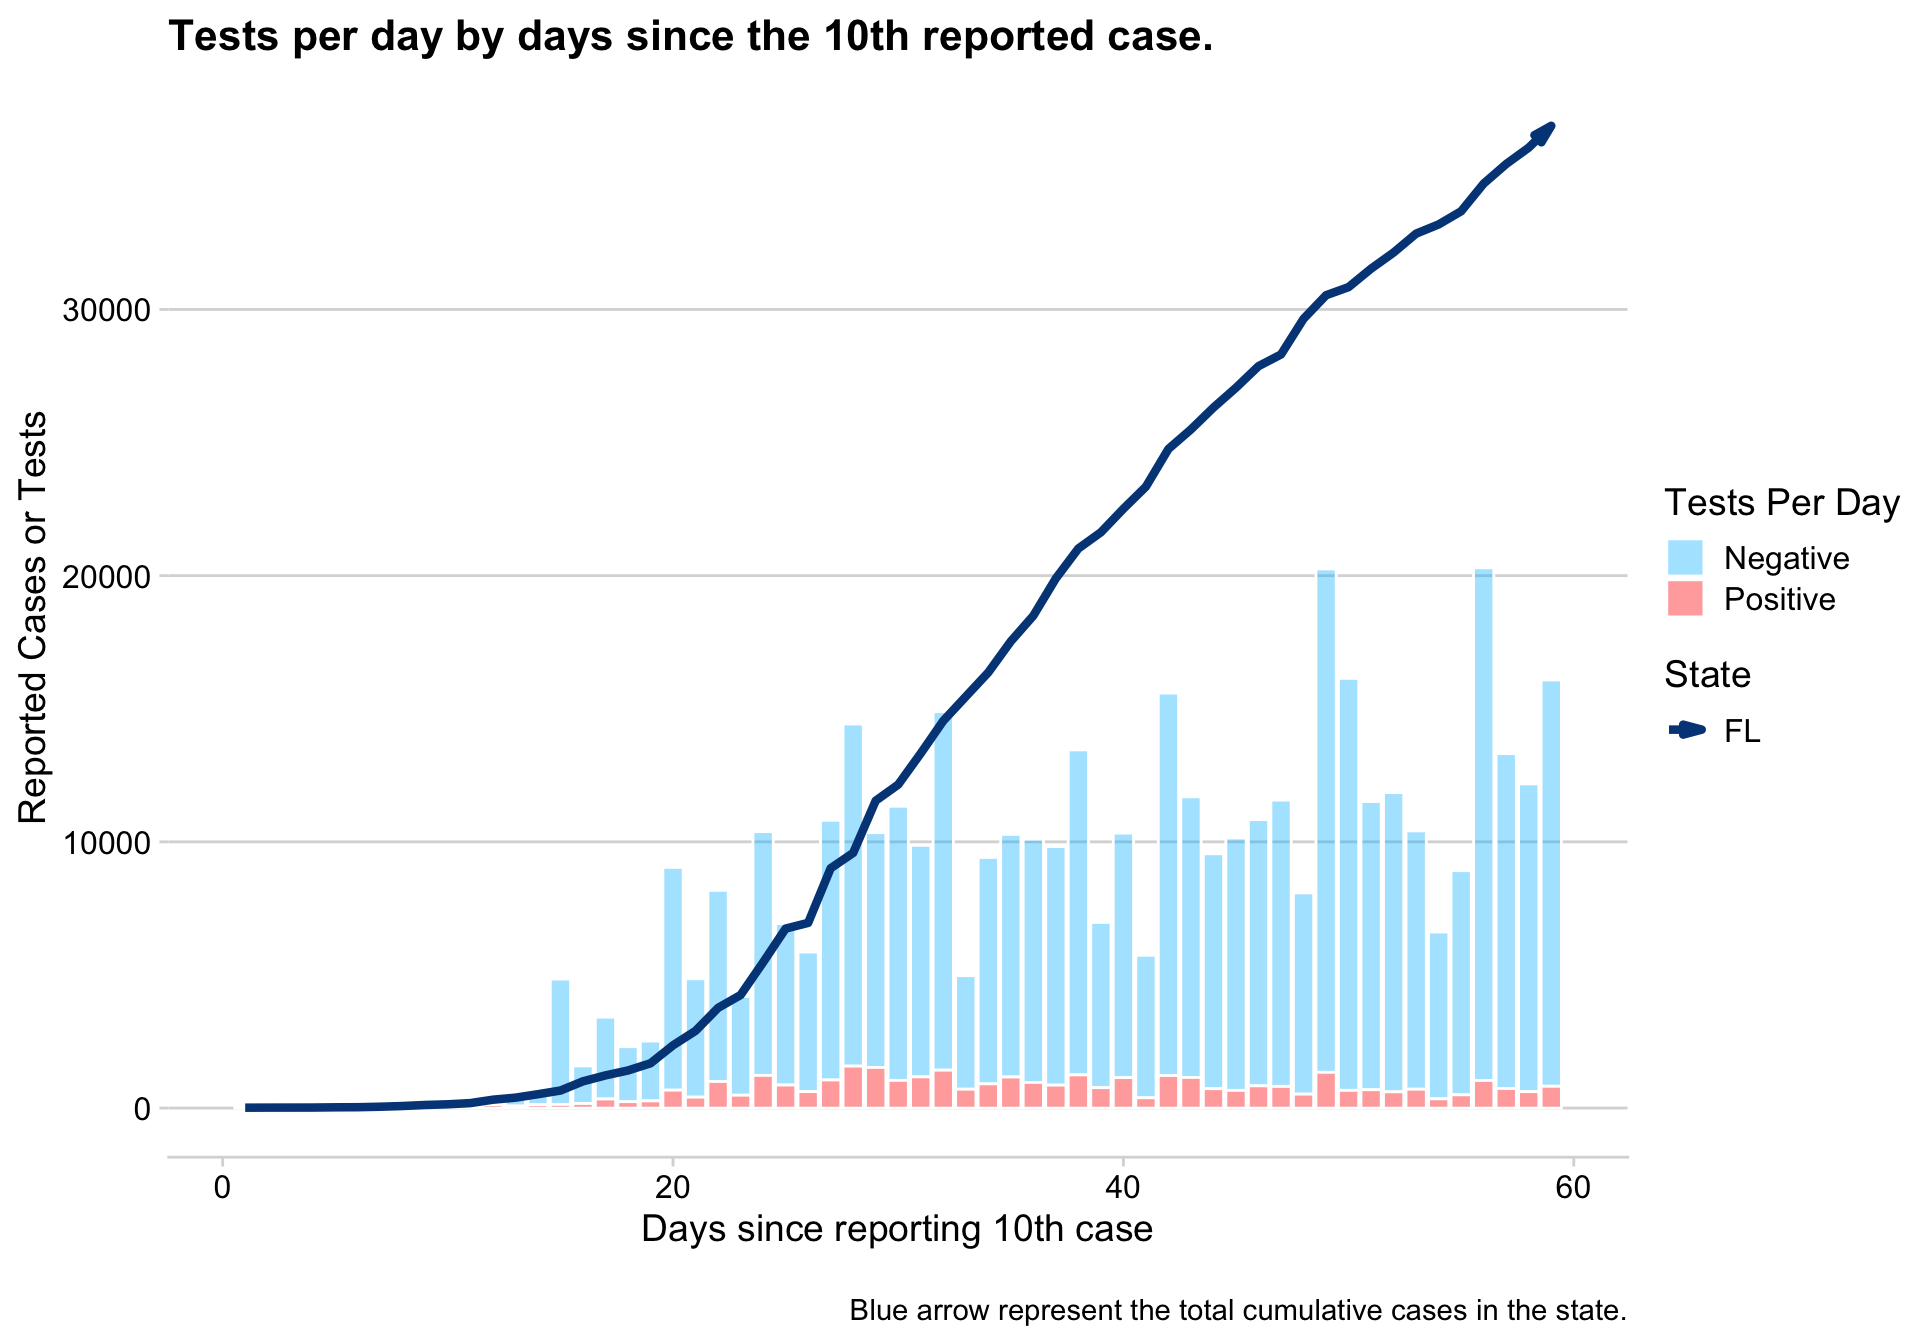 Tests per day by days since the 10th reported case.
Reported Cases or Tests
30000
20000
10000
0
0 20 40 60
Days since reporting 10th case
Tests Per Day
Negative
Positive
State
FL
Blue arrow represent the total cumulative cases in the state.